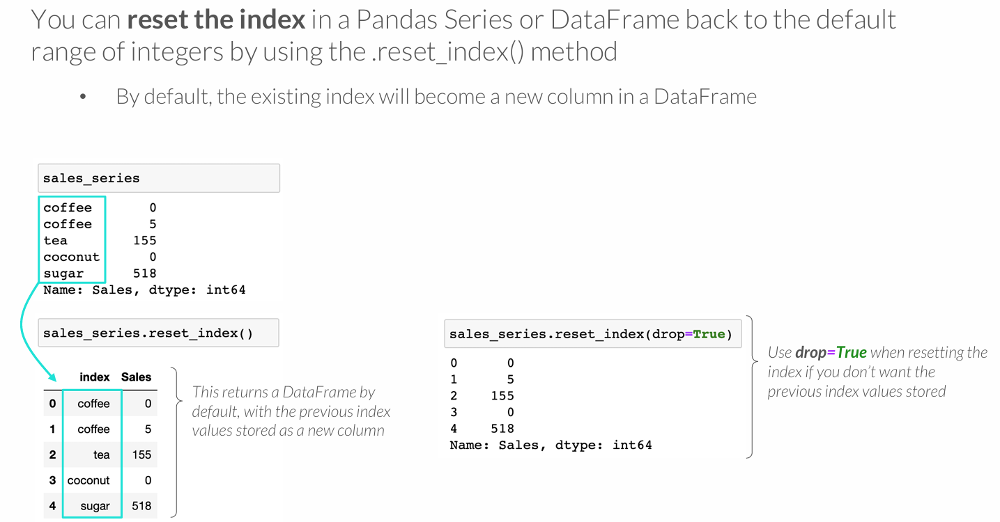 You can reset the index in a Pandas Series or DataFrame back to the default
range of integers by using the .reset_index() method
• By default, the existing index will become a new column in a DataFrame
sales_series
coffee 0
coffee 5
tea 155
coconut 0
sugar 518
Name: Sales, dtype: int64
sales_series.reset_index()
index Sales
0 coffee 0
1 coffee 5
2 tea 155
3 coconut 0
4 sugar 518
This returns a DataFrame by
default, with the previous index
values stored as a new column
sales_series.reset_index(drop=True)
0 0
1 5
2 155
3 0
4 518
Name: Sales, dtype: int64
Use drop=True when resetting the
index if you don’t want the
previous index values stored